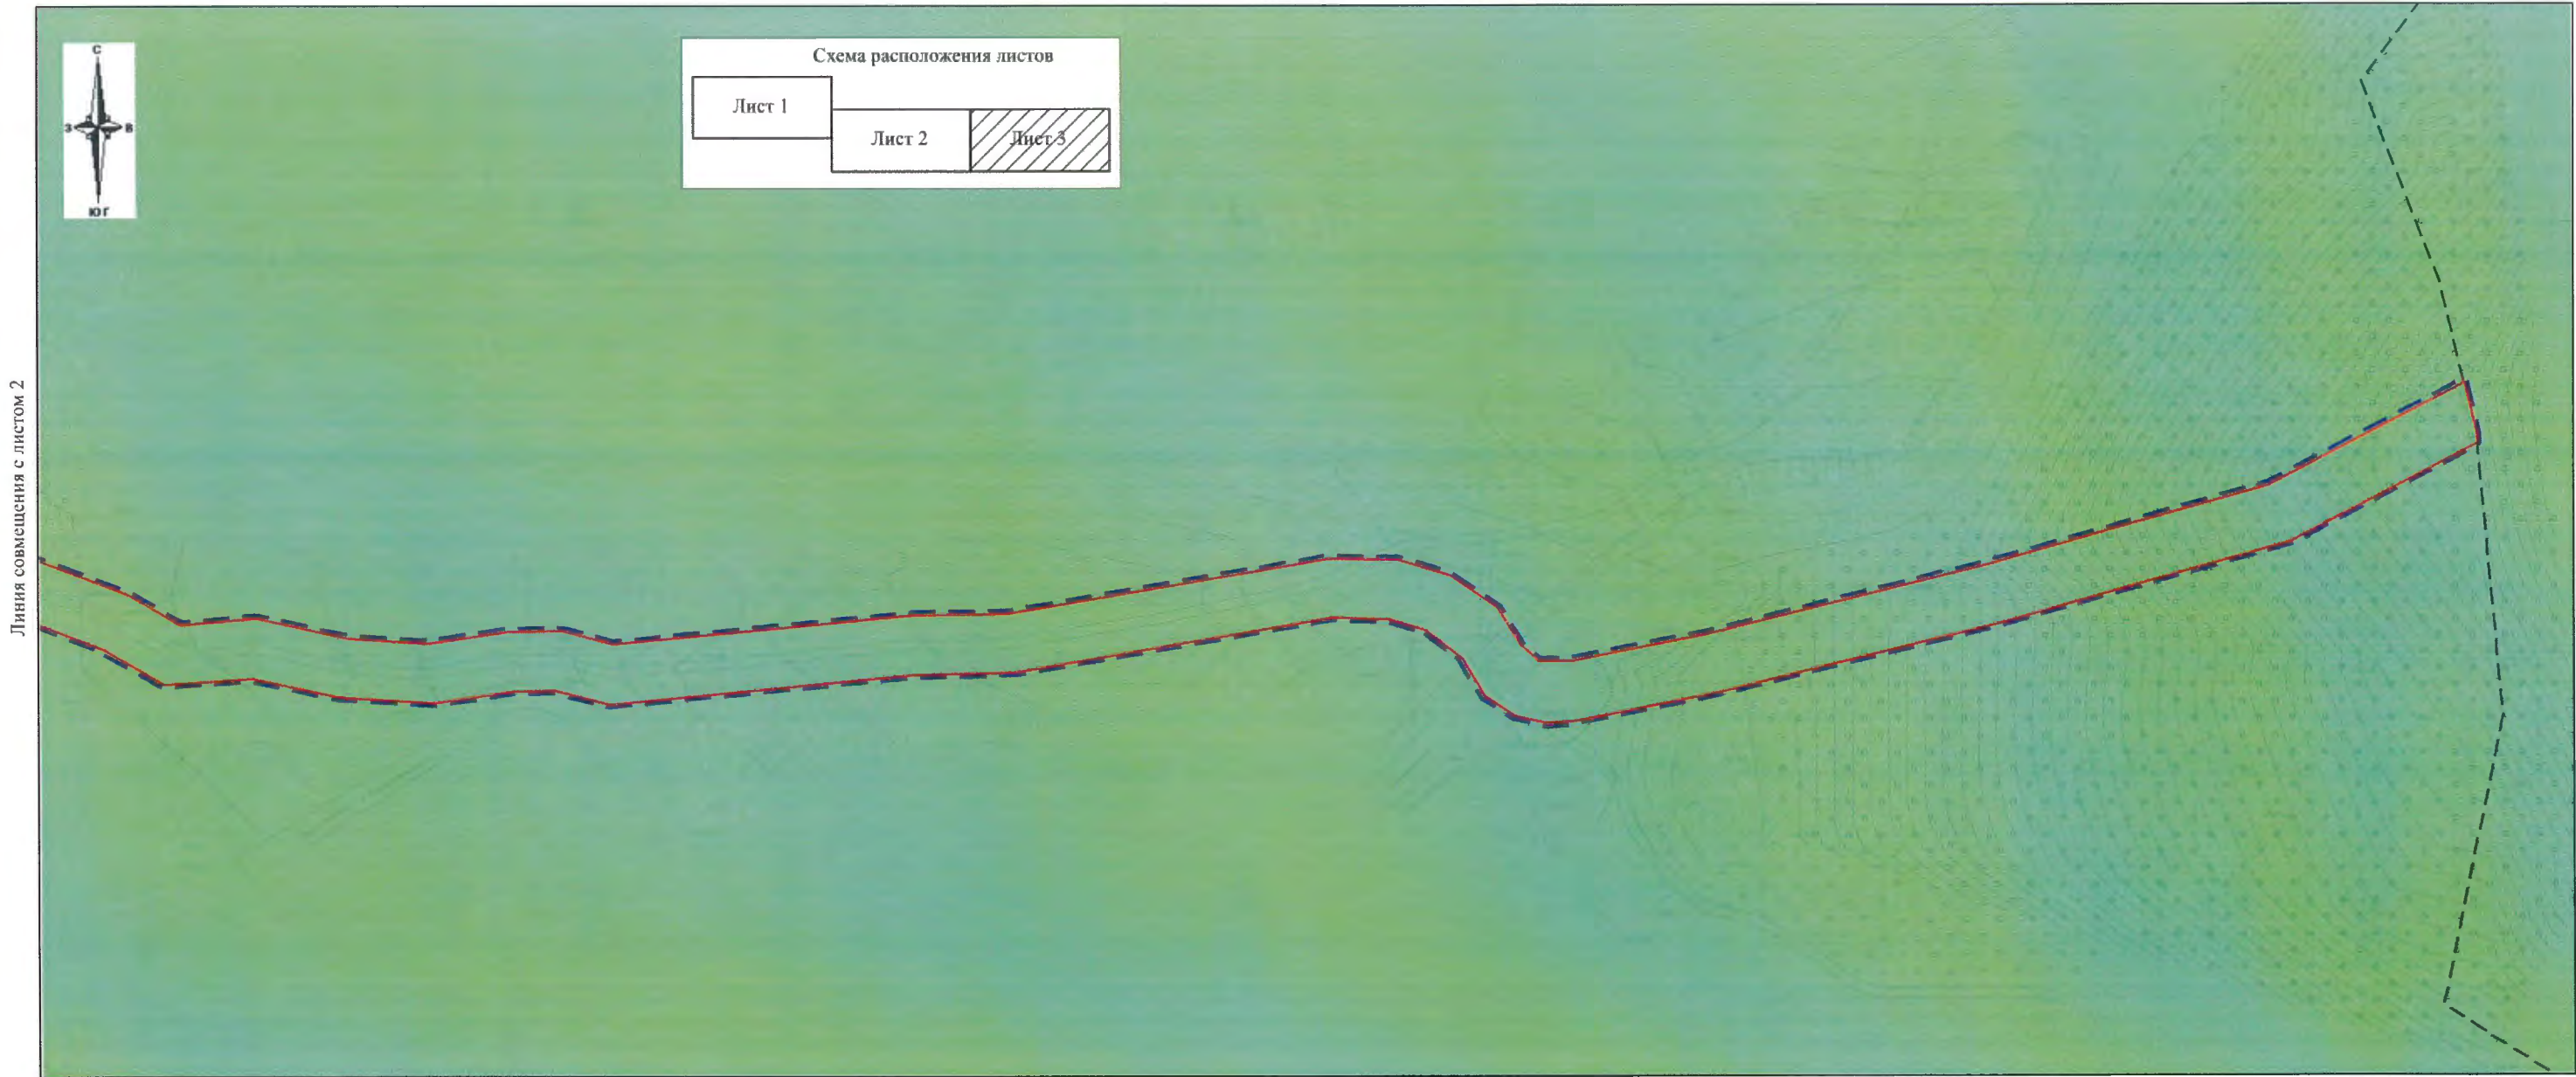 С
З В
ЮГ
Схема расположения листов
Лист 1
Лист 2
Лист 3
Линия совмещения с листом 2